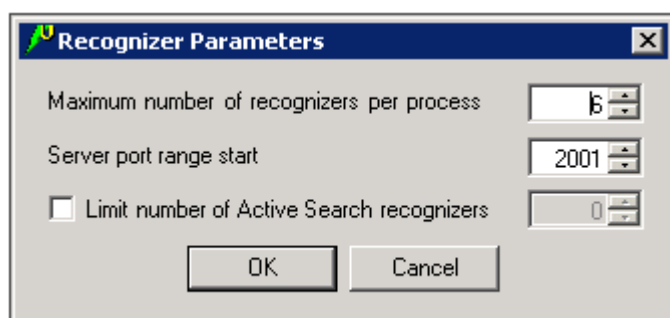 Recognizer Parameters
Maximum number of recognizers per process 6
Server port range start 2001
Limit number of Active Search recognizers 0
OK Cancel